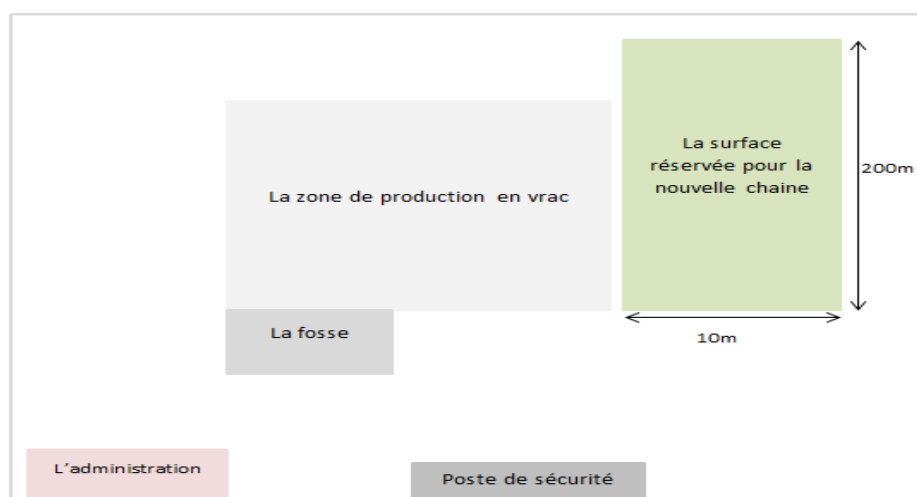 La surface
réservée pour la
nouvelle chaine
200m
La zone de production en vrac
La fosse
10m
L'administration
Poste de sécurité